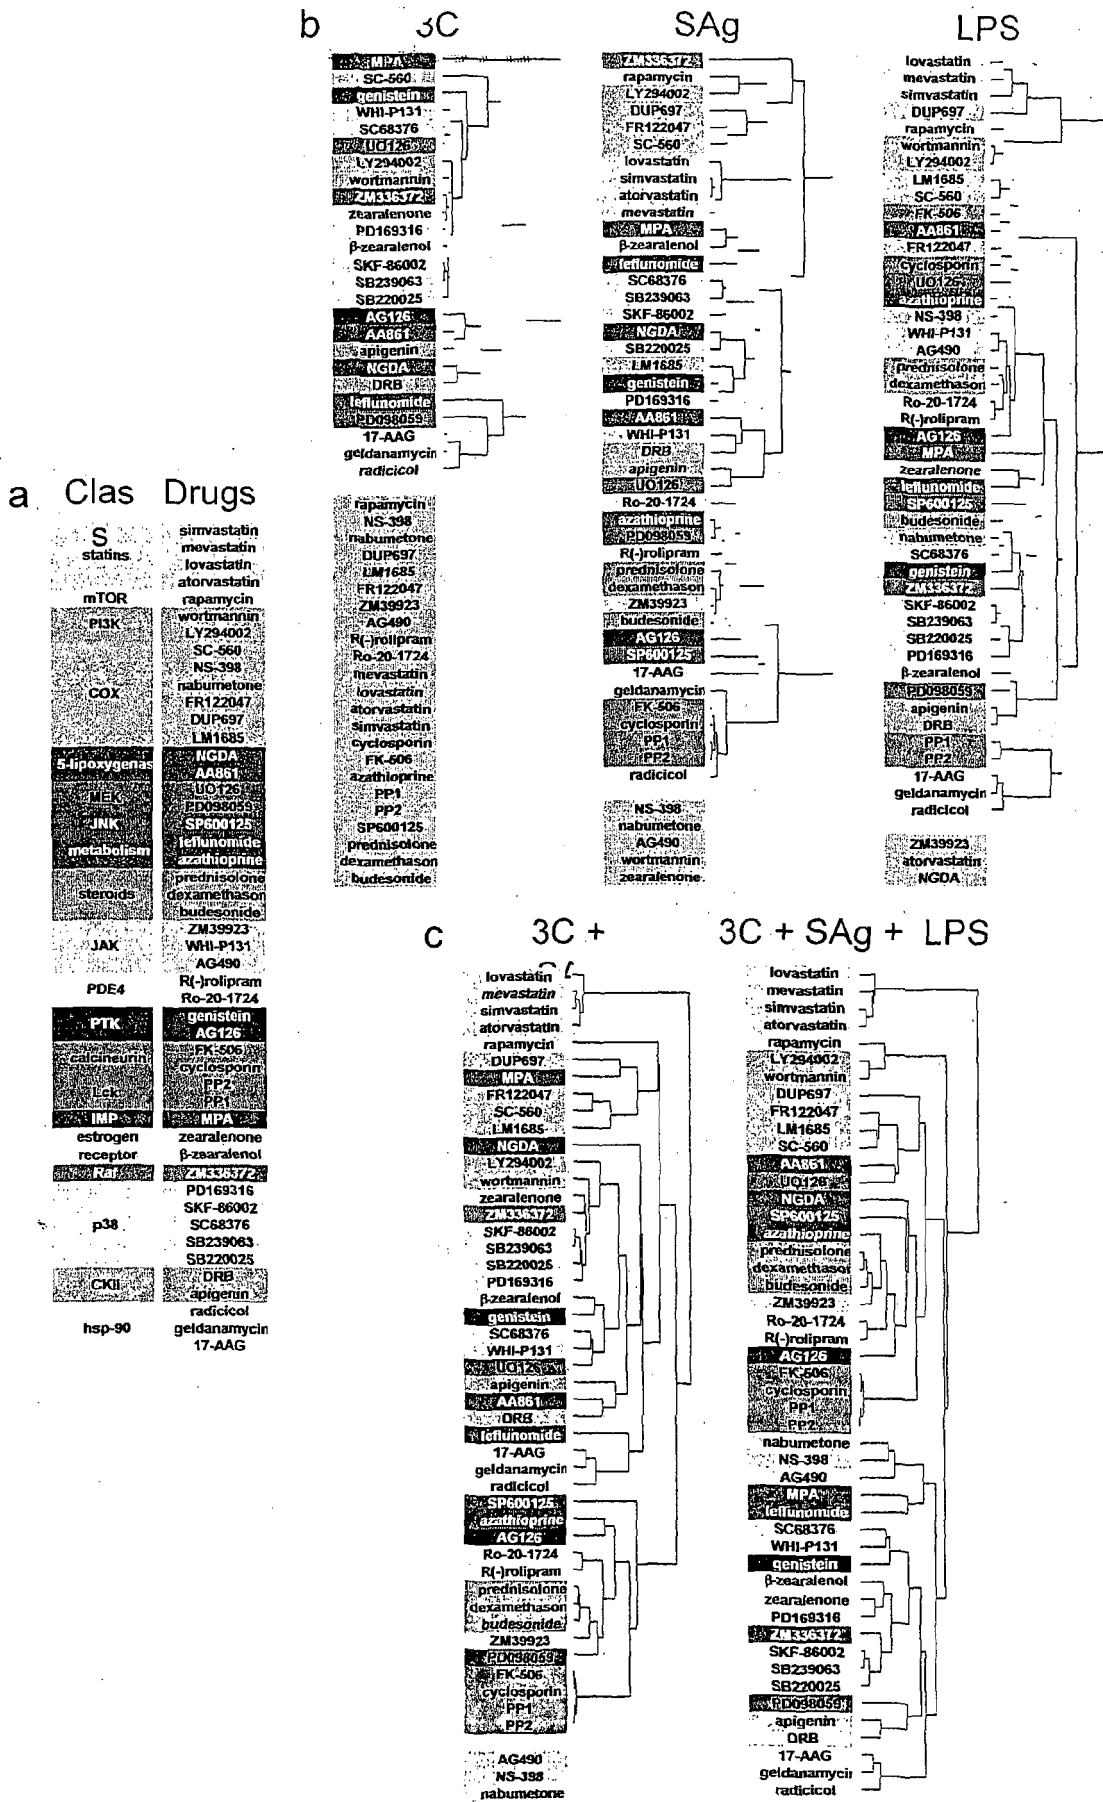 b
3C
MPA
SC-560
genistein
WHI-P131
SC68376
UO126
LY294002
wortmannin
ZM336372
zearalenone
PD169316
β-zearalenol
SKF-86002
SB239063
SB220025
AG126
AA861
apigenin
NGDA
DRB
leflunomide
PD098059
17-AAG
geldanamycin
radicicol
rapamycin
NS-398
nabumetone
DUP697
LM1685
FR122047
ZM39923
AG490
R(-)rolipram
Ro-20-1724
mevastatin
lovastatin
atorvastatin
simvastatin
cyclosporin
FK-506
azathioprine
PP1
PP2
SP600125
prednisolone
dexamethason
budesonide
SAg
ZM336372
rapamycin
LY294002
DUP697
FR122047
SC-560
lovastatin
simvastatin
atorvastatin
mevastatin
MPA
β-zearalenol
leflunomide
SC68376
SB239063
SKF-86002
NGDA
SB220025
LM1685
genistein
PD169316
AA861
WHI-P131
DRB
apigenin
UO126
Ro-20-1724
azathioprine
PD098059
R(-)rolipram
prednisolone
dexamethason
ZM39923
budesonide
AG126
SP600125
17-AAG
geldanamycin
FK-506
cyclosporin
PP1
PP2
radicicol
NS-398
nabumetone
AG490
wortmannin
zearalenone
LPS
lovastatin
mevastatin
simvastatin
DUP697
rapamycin
wortmannin
LY294002
LM1685
SC-560
FK-506
AA861
FR122047
cyclosporin
UO126
azathioprine
NS-398
WHI-P131
AG490
prednisolone
dexamethason
Ro-20-1724
R(-)rolipram
AG126
MPA
zearalenone
leflunomide
SP600125
budesonide
nabumetone
SC68376
genistein
ZM336372
SKF-86002
SB239063
SB220025
PD169316
β-zearalenol
PD098059
apigenin
DRB
PP1
PP2
17-AAG
geldanamycin
radicicol
ZM39923
atorvastatin
NGDA
a
Clas
S
statins
mTOR
PI3K
COX
5-lipoxygenas
MEK
JNK
metabolism
steroids
JAK
PDE4
PTK
calcineurin
Lck
IMP
estrogen
receptor
Raf
p38
CKII
hsp-90
Drugs
simvastatin
mevastatin
lovastatin
atorvastatin
rapamycin
wortmannin
LY294002
SC-560
NS-398
nabumetone
FR122047
DUP697
LM1685
NGDA
AA861
UO126
PD098059
SP600125
leflunomide
azathioprine
prednisolone
dexamethason
budesonide
ZM39923
WHI-P131
AG490
R(-)rolipram
Ro-20-1724
genistein
AG126
FK-506
cyclosporin
PP2
PP1
MPA
zearalenone
β-zearalenol
ZM336372
PD169316
SKF-86002
SC68376
SB239063
SB220025
DRB
apigenin
radicicol
geldanamycin
17-AAG
c
3C +
lovastatin
mevastatin
simvastatin
atorvastatin
rapamycin
DUP697
MPA
FR122047
SC-560
LM1685
NGDA
LY294002
wortmannin
zearalenone
ZM336372
SKF-86002
SB239063
SB220025
PD169316
β-zearalenol
genistein
SC68376
WHI-P131
UO126
apigenin
AA861
DRB
leflunomide
17-AAG
geldanamycin
radicicol
SP600125
azathioprine
AG126
Ro-20-1724
R(-)rolipram
prednisolone
dexamethason
budesonide
ZM39923
PD098059
FK-506
cyclosporin
PP1
PP2
AG490
NS-398
nabumetone
3C + SAg + LPS
lovastatin
mevastatin
simvastatin
atorvastatin
rapamycin
LY294002
wortmannin
DUP697
FR122047
LM1685
SC-560
AA861
UO126
NGDA
SP600125
azathioprine
prednisolone
dexamethason
budesonide
ZM39923
Ro-20-1724
R(-)rolipram
AG126
FK-506
cyclosporin
PP1
PP2
nabumetone
NS-398
AG490
MPA
leflunomide
SC68376
WHI-P131
genistein
β-zearalenol
zearalenone
PD169316
ZM336372
SKF-86002
SB239063
SB220025
PD098059
apigenin
DRB
17-AAG
geldanamycin
radicicol